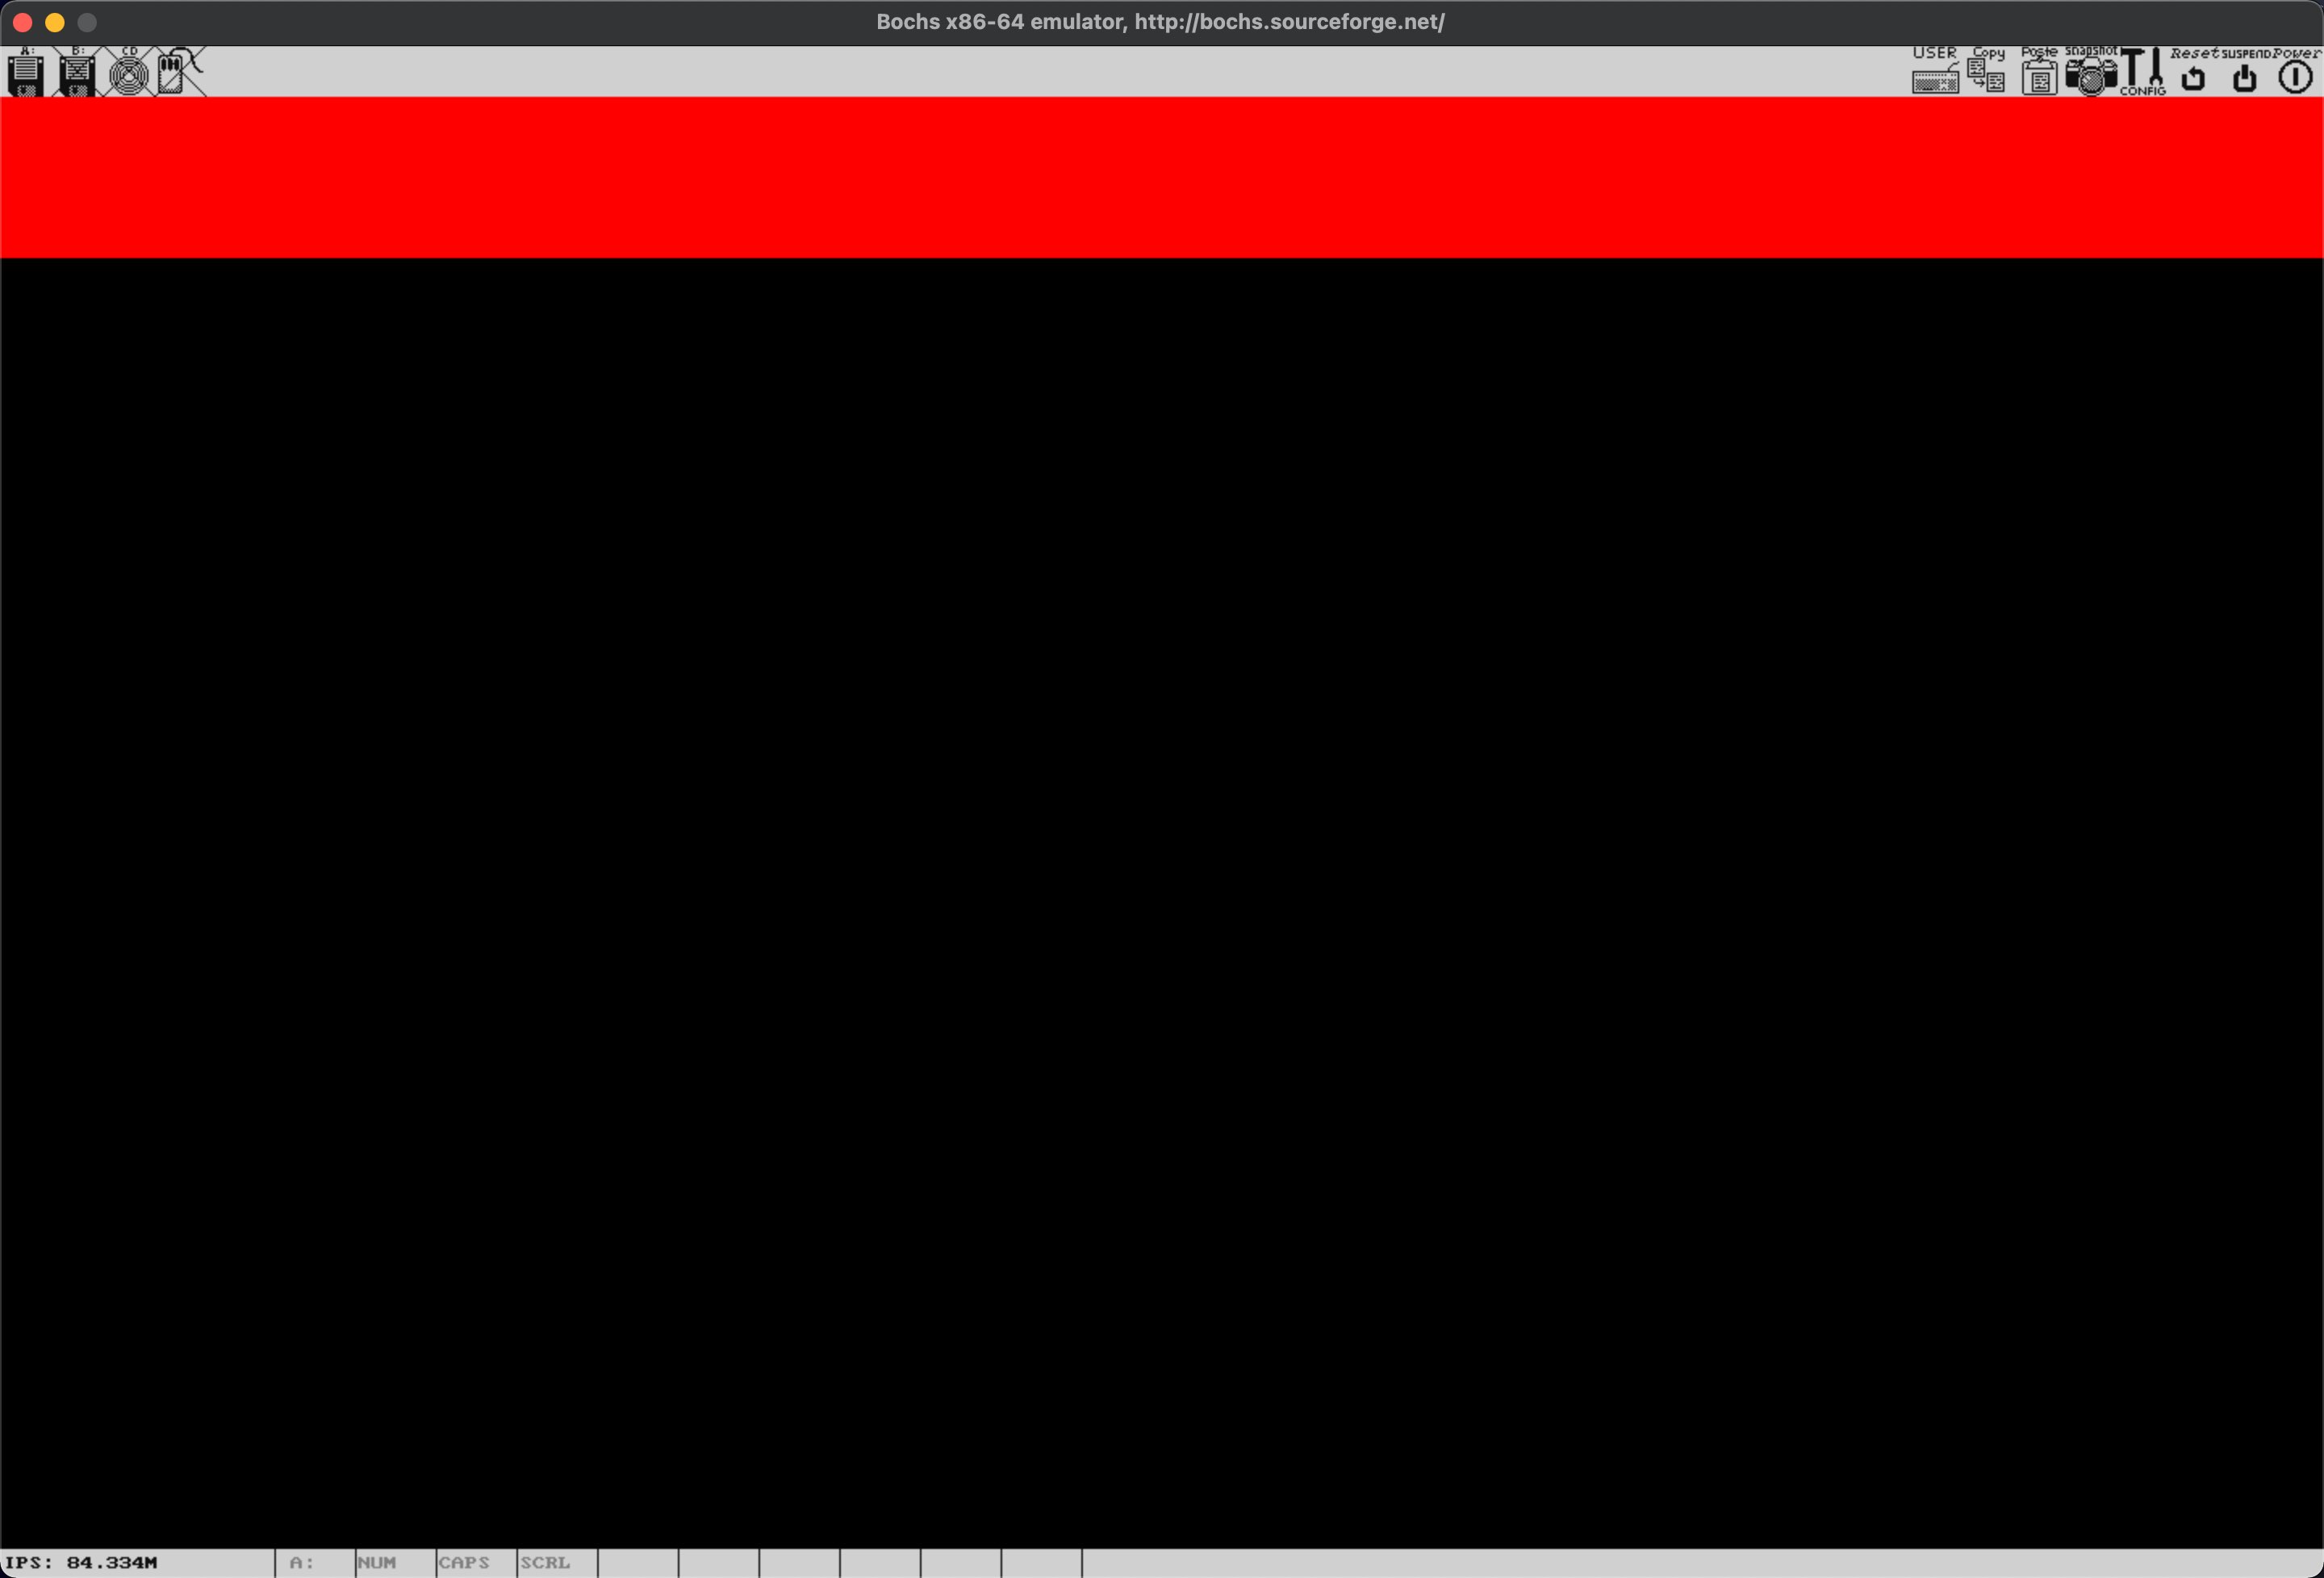 Bochs x86-64 emulator, http://bochs.sourceforge.net/
A: B: CD USER Copy Paste snapshot Reset SUSPEND Power
CONFIG
IPS: 84.334M A: NUM CAPS SCRL